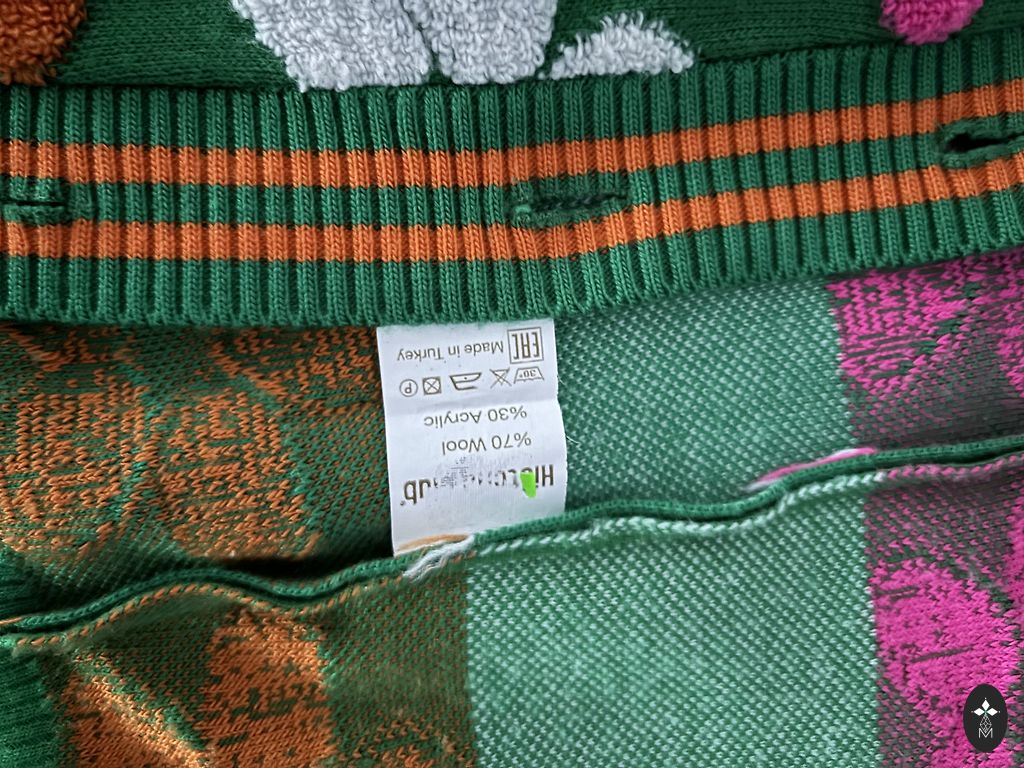 %70 Wool
%30 Acrylic
30° P
EAC Made in Turkey
M